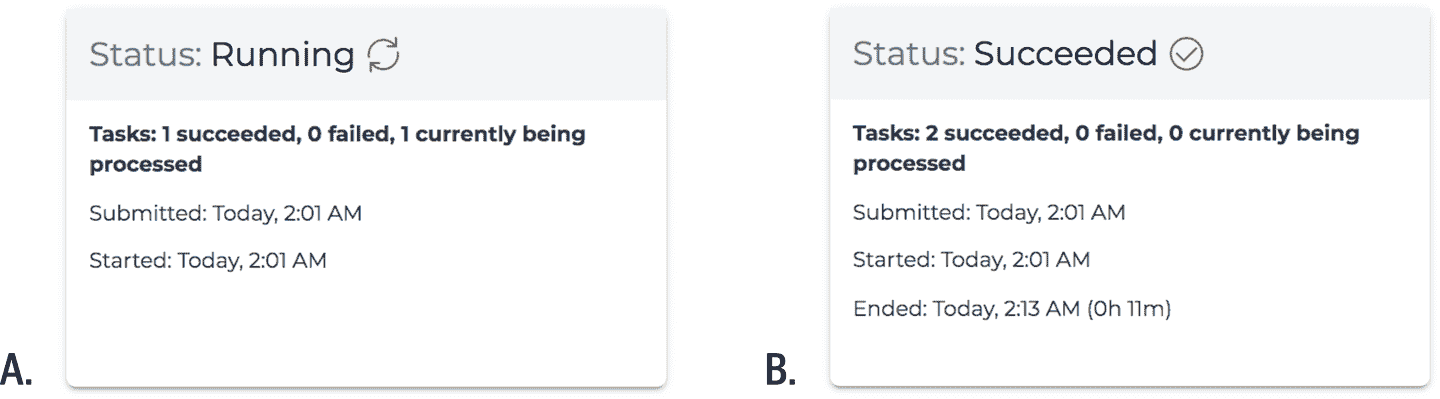 Status: Running
Tasks: 1 succeeded, 0 failed, 1 currently being
processed
Submitted: Today, 2:01 AM
Started: Today, 2:01 AM
A.
Status: Succeeded
Tasks: 2 succeeded, 0 failed, 0 currently being
processed
Submitted: Today, 2:01 AM
Started: Today, 2:01 AM
Ended: Today, 2:13 AM (0h 11m)
B.